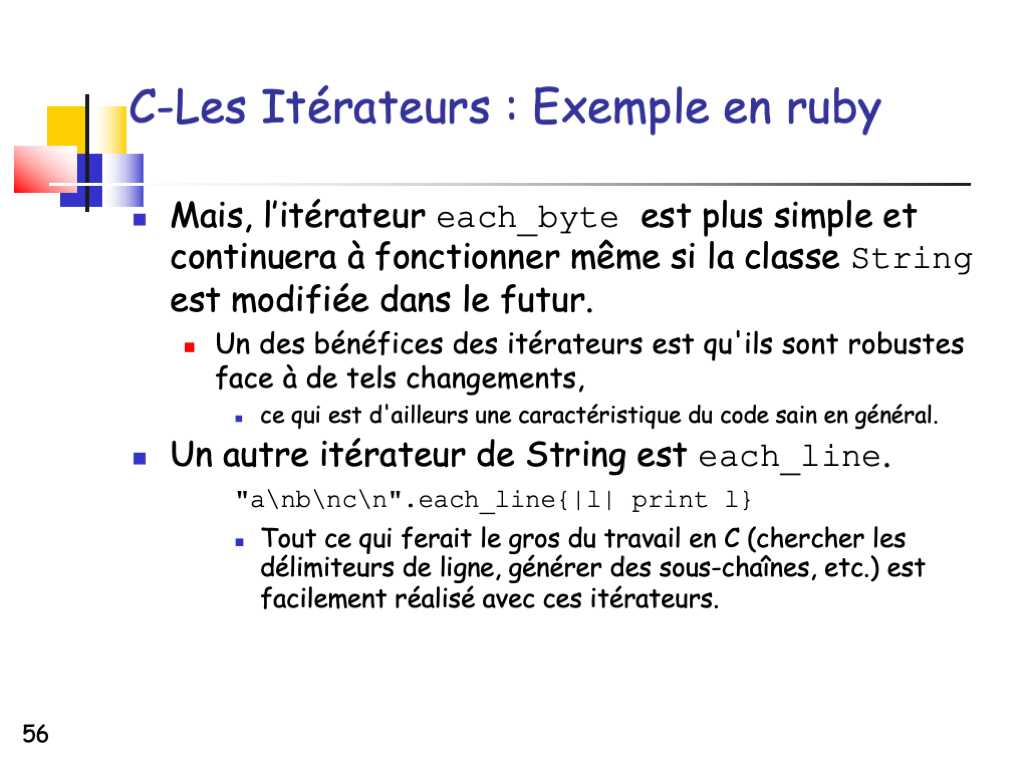 C-Les Itérateurs : Exemple en ruby
Mais, l'itérateur each_byte est plus simple et
continuera à fonctionner même si la classe String
est modifiée dans le futur.
Un des bénéfices des itérateurs est qu'ils sont robustes
face à de tels changements,
ce qui est d'ailleurs une caractéristique du code sain en général.
Un autre itérateur de String est each_line.
"a\nb\nc\n".each_line{|l| print l}
Tout ce qui ferait le gros du travail en C (chercher les
délimiteurs de ligne, générer des sous-chaînes, etc.) est
facilement réalisé avec ces itérateurs.
56